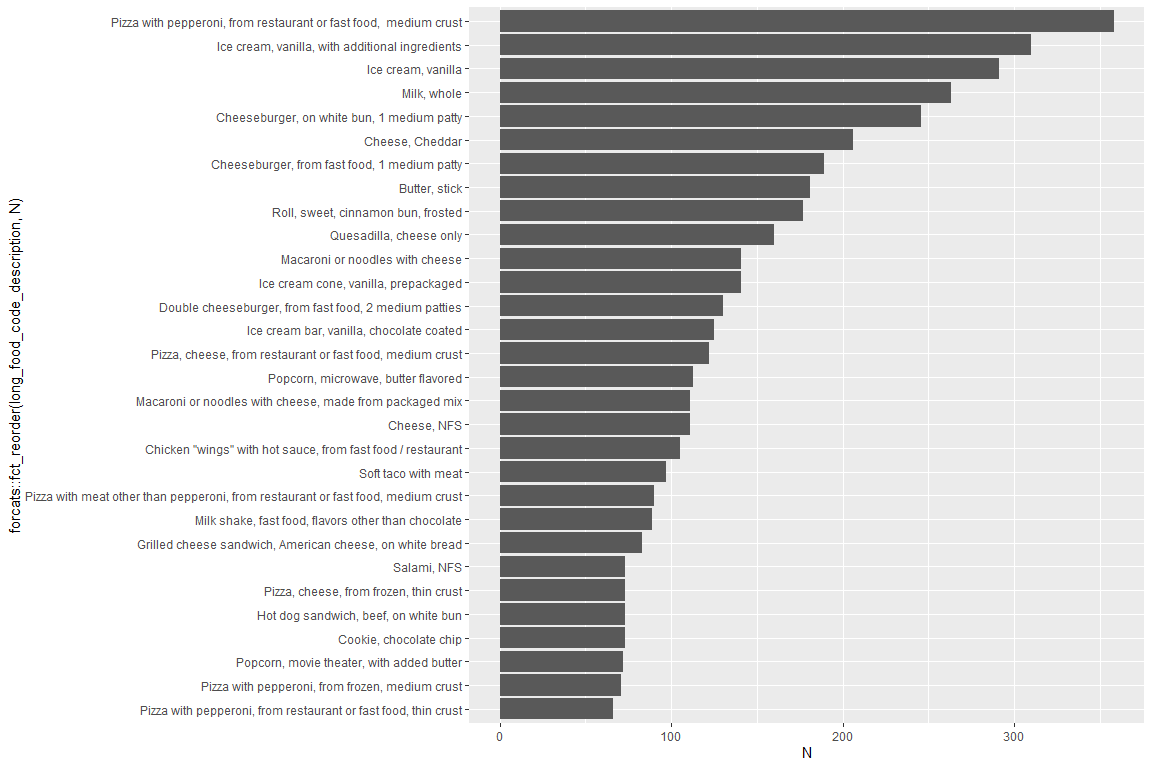 Pizza with pepperoni, from restaurant or fast food,  medium crust
Ice cream, vanilla, with additional ingredients
Ice cream, vanilla
Milk, whole
Cheeseburger, on white bun, 1 medium patty
Cheese, Cheddar
Cheeseburger, from fast food, 1 medium patty
Butter, stick
Roll, sweet, cinnamon bun, frosted
Quesadilla, cheese only
Macaroni or noodles with cheese
Ice cream cone, vanilla, prepackaged
Double cheeseburger, from fast food, 2 medium patties
Ice cream bar, vanilla, chocolate coated
Pizza, cheese, from restaurant or fast food, medium crust
Popcorn, microwave, butter flavored
Macaroni or noodles with cheese, made from packaged mix
Cheese, NFS
Chicken "wings" with hot sauce, from fast food / restaurant
Soft taco with meat
Pizza with meat other than pepperoni, from restaurant or fast food, medium crust
Milk shake, fast food, flavors other than chocolate
Grilled cheese sandwich, American cheese, on white bread
Salami, NFS
Pizza, cheese, from frozen, thin crust
Hot dog sandwich, beef, on white bun
Cookie, chocolate chip
Popcorn, movie theater, with added butter
Pizza with pepperoni, from frozen, medium crust
Pizza with pepperoni, from restaurant or fast food, thin crust
forcats::fct_reorder(long_food_code_description, N)
0 100 200 300
N